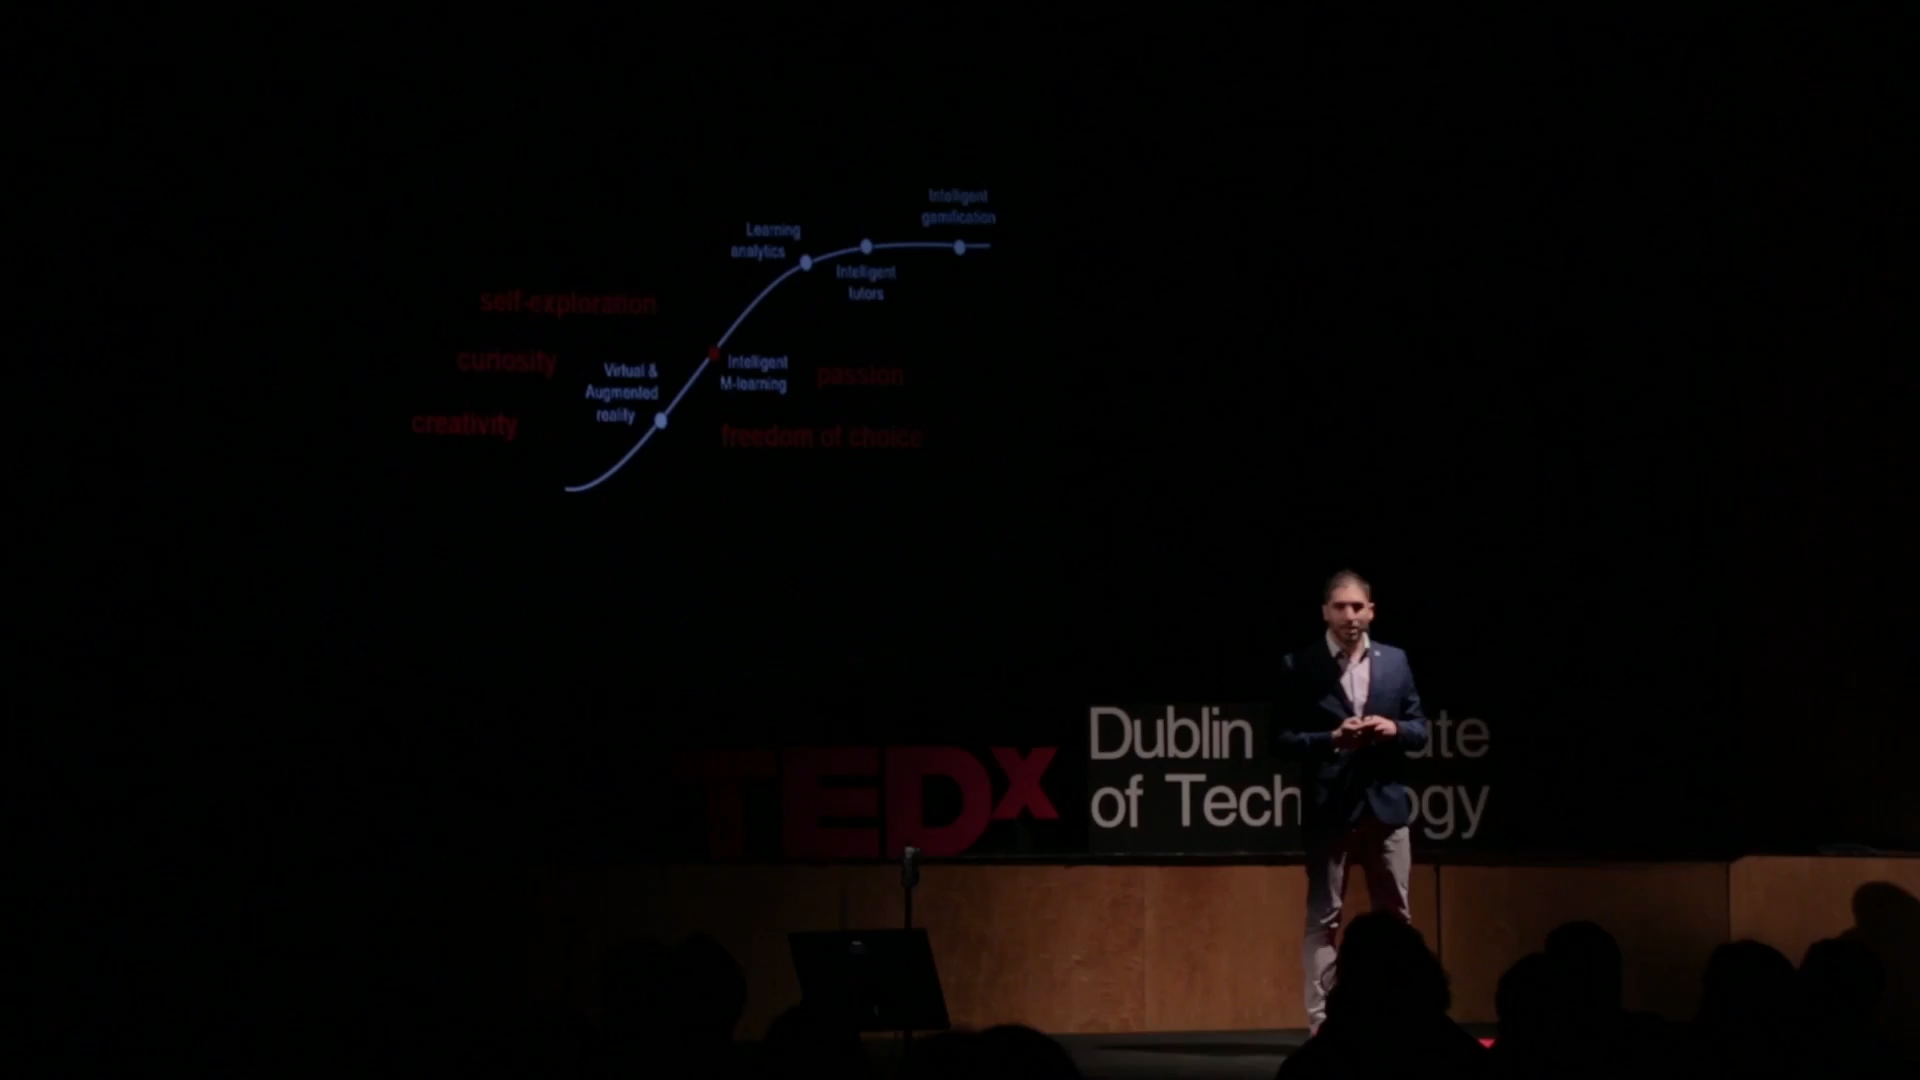 Intelligent
gamification
Learning
analytics
Intelligent
tutors
self-exploration
curiosity
Virtual &
Augmented
reality
Intelligent
M-learning
passion
creativity
freedom of choice
TEDx
Dublin
of Tech